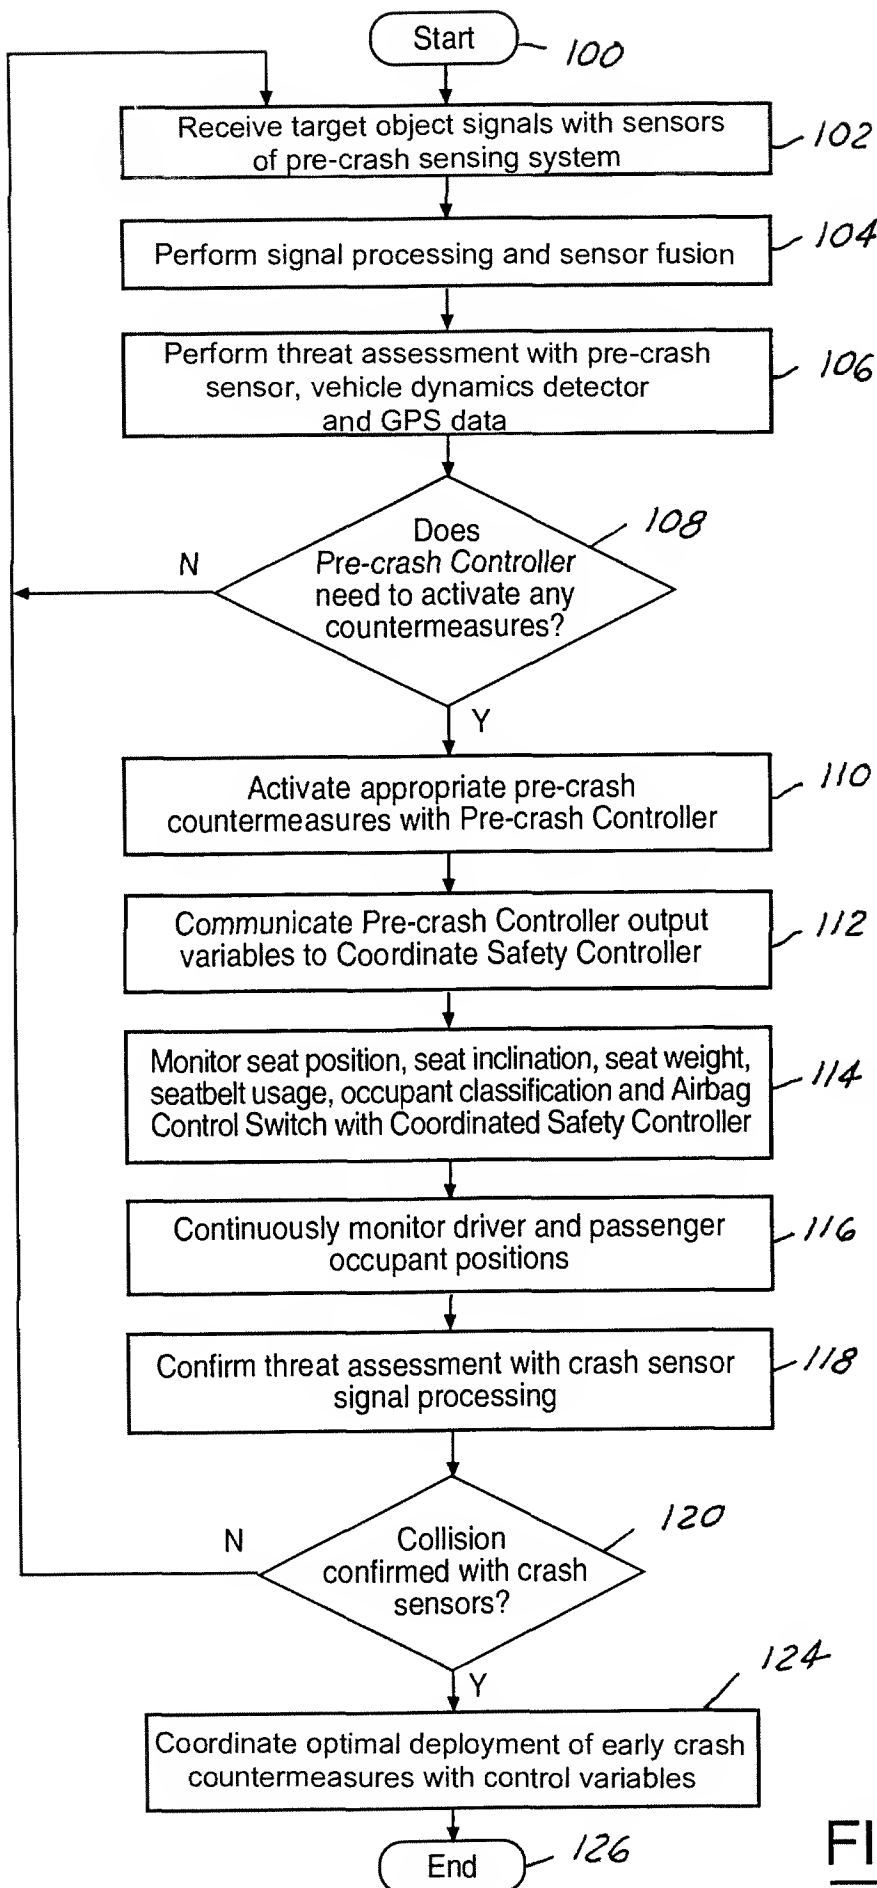 Start
100
Receive target object signals with sensors
of pre-crash sensing system
102
Perform signal processing and sensor fusion
104
Perform threat assessment with pre-crash
sensor, vehicle dynamics detector
and GPS data
106
Does
Pre-crash Controller
need to activate any
countermeasures?
108
N
Y
Activate appropriate pre-crash
countermeasures with Pre-crash Controller
110
Communicate Pre-crash Controller output
variables to Coordinate Safety Controller
112
Monitor seat position, seat inclination, seat weight,
seatbelt usage, occupant classification and Airbag
Control Switch with Coordinated Safety Controller
114
Continuously monitor driver and passenger
occupant positions
116
Confirm threat assessment with crash sensor
signal processing
118
Collision
confirmed with crash
sensors?
120
N
Y
124
Coordinate optimal deployment of early crash
countermeasures with control variables
End
126
FI